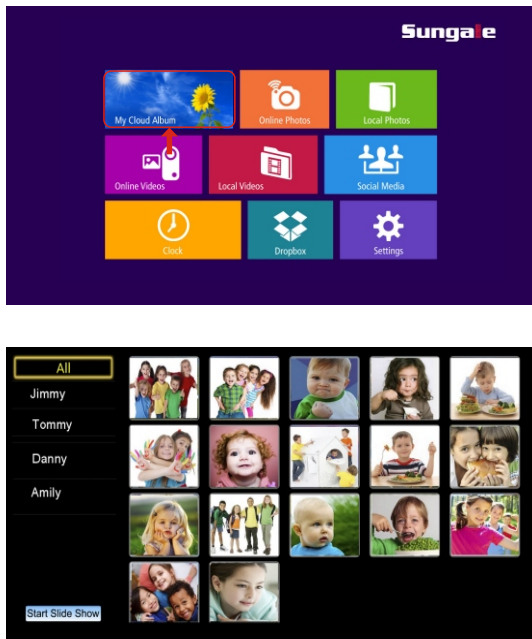 Sungale
My Cloud Album
Online Photos
Local Photos
Online Videos
Local Videos
Social Media
Clock
Dropbox
Settings
All
Jimmy
Tommy
Danny
Amily
Start Slide Show